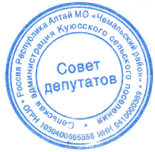 Россия Республика Алтай МО «Чемальский район»
Сельская администрация Куюсского сельского поселения
Совет
депутатов